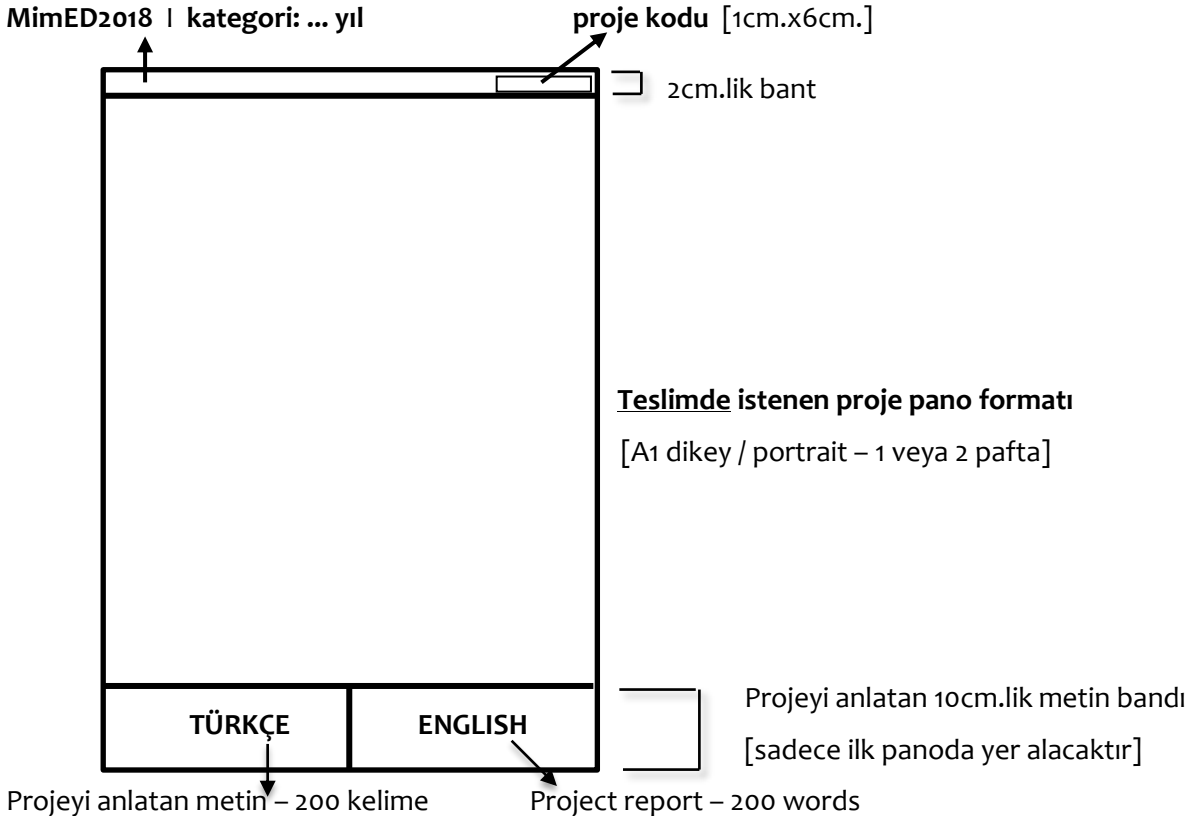 MimED2018 | kategori: ... yıl
proje kodu [1cm.x6cm.]
2cm.lik bant
Teslimde istenen proje pano formatı
[A1 dikey / portrait – 1 veya 2 pafta]
Projeyi anlatan 10cm.lik metin bandı
[sadece ilk panoda yer alacaktır]
TÜRKÇE
ENGLISH
Projeyi anlatan metin – 200 kelime
Project report – 200 words